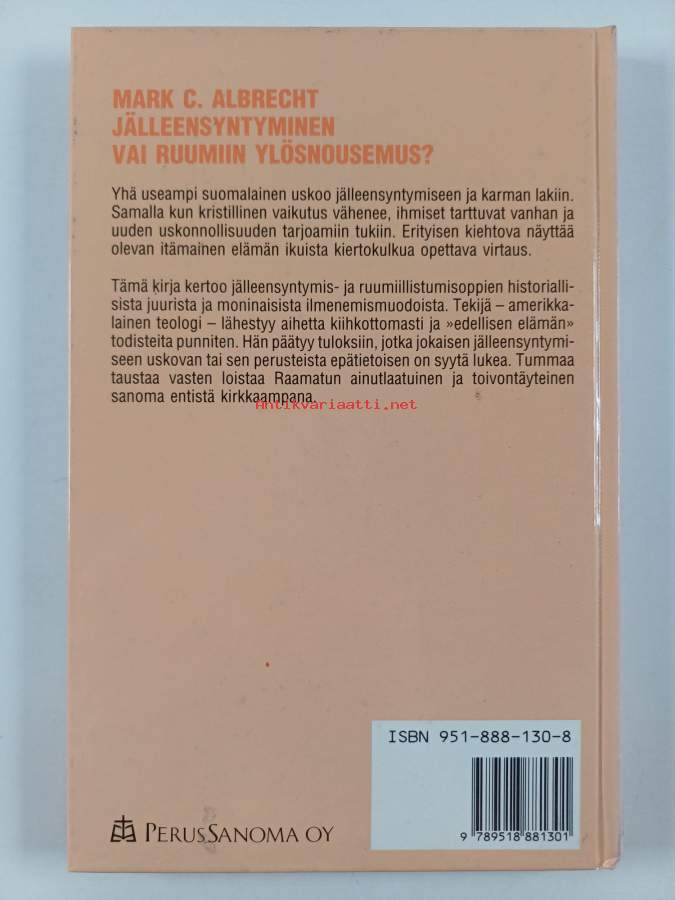 MARK C. ALBRECHT
JÄLLEENSYNTYMINEN
VAI RUUMIIN YLÖSNOUSEMUS?
Yhä useampi suomalainen uskoo jälleensyntymiseen ja karman lakiin.
Samalla kun kristillinen vaikutus vähenee, ihmiset tarttuvat vanhan ja
uuden uskonnollisuuden tarjoamiin tukiin. Erityisen kiehtova näyttää
olevan itämainen elämän ikuista kiertokulkua opettava virtaus.
Tämä kirja kertoo jälleensyntymis- ja ruumiillistumisoppien historialli-
sista juurista ja moninaisista ilmenemismuodoista. Tekijä – amerikka-
lainen teologi – lähestyy aihetta kiihkottomasti ja »edellisen elämän»
todisteita punniten. Hän päätyy tuloksiin, jotka jokaisen jälleensyntymi-
seen uskovan tai sen perusteista epätietoisen on syytä lukea. Tummaa
taustaa vasten loistaa Raamatun ainutlaatuinen ja toivontäyteinen
sanoma entistä kirkkaampana.
Antikvariaatti.net
ISBN 951-888-130-8
9 789518 881301
PERUSSANOMA OY